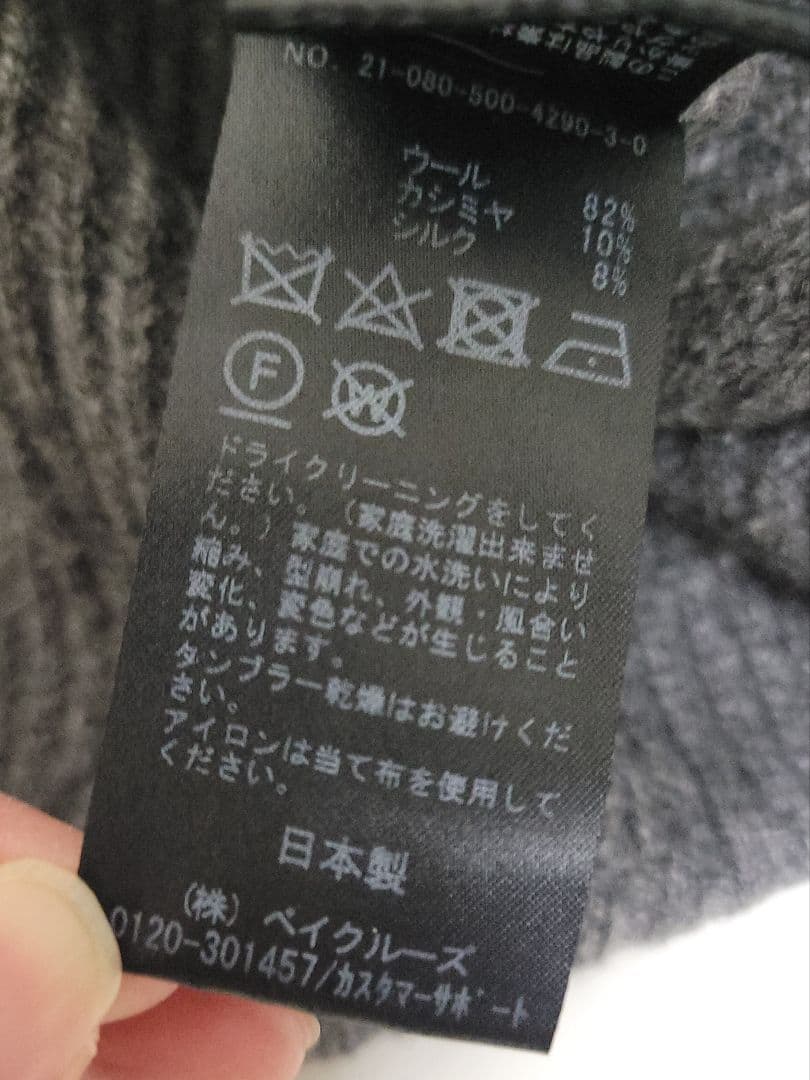 の製品は素
NO. 21-080-500-4290-3-0
ウール 82%
カシミヤ 10%
シルク 8%
F
W
ドライクリーニングをしてく
ださい。（家庭洗濯出来ませ
ん。）家庭での水洗いにより
縮み、型崩れ、外観・風合い
変化、変色などが生じること
があります。
タンブラー乾燥はお避けくだ
さい。
アイロンは当て布を使用して
ください。
日本製
（株）ベイクルーズ
0120-301457/カスタマーサポート